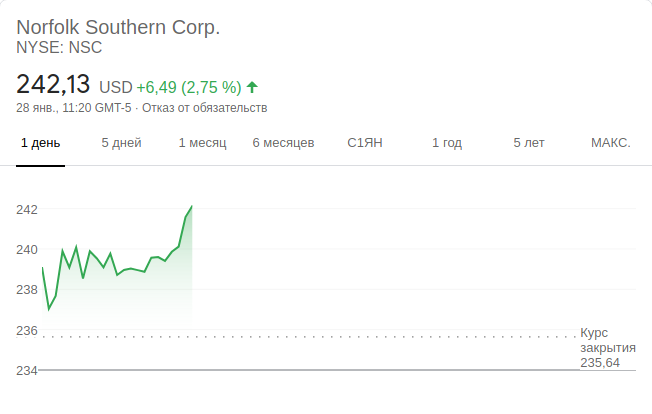 Norfolk Southern Corp.
NYSE: NSC
242,13 USD +6,49 (2,75 %)
28 янв., 11:20 GMT-5 · Отказ от обязательств
1 день 5 дней 1 месяц 6 месяцев С1ЯН 1 год 5 лет МАКС.
242
240
238
236
Курс
закрытия
235,64
234